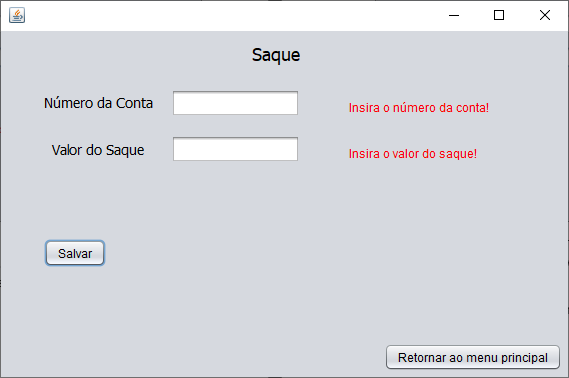 Saque
Número da Conta
Insira o número da conta!
Valor do Saque
Insira o valor do saque!
Salvar
Retornar ao menu principal